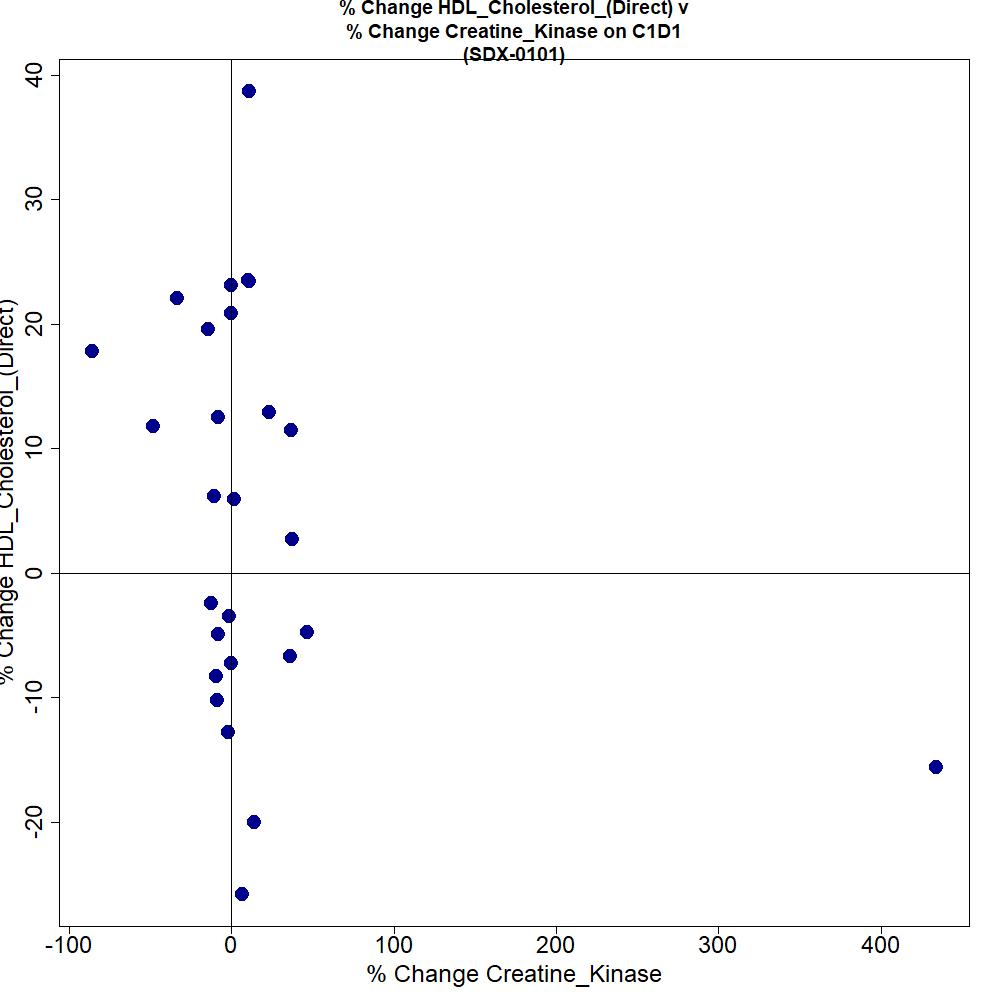 % Change HDL_Cholesterol_(Direct) v
% Change Creatine_Kinase on C1D1
(SDX-0101)
% Change HDL_Cholesterol_(Direct)
40
30
20
10
0
-10
-20
-100 0 100 200 300 400
% Change Creatine_Kinase